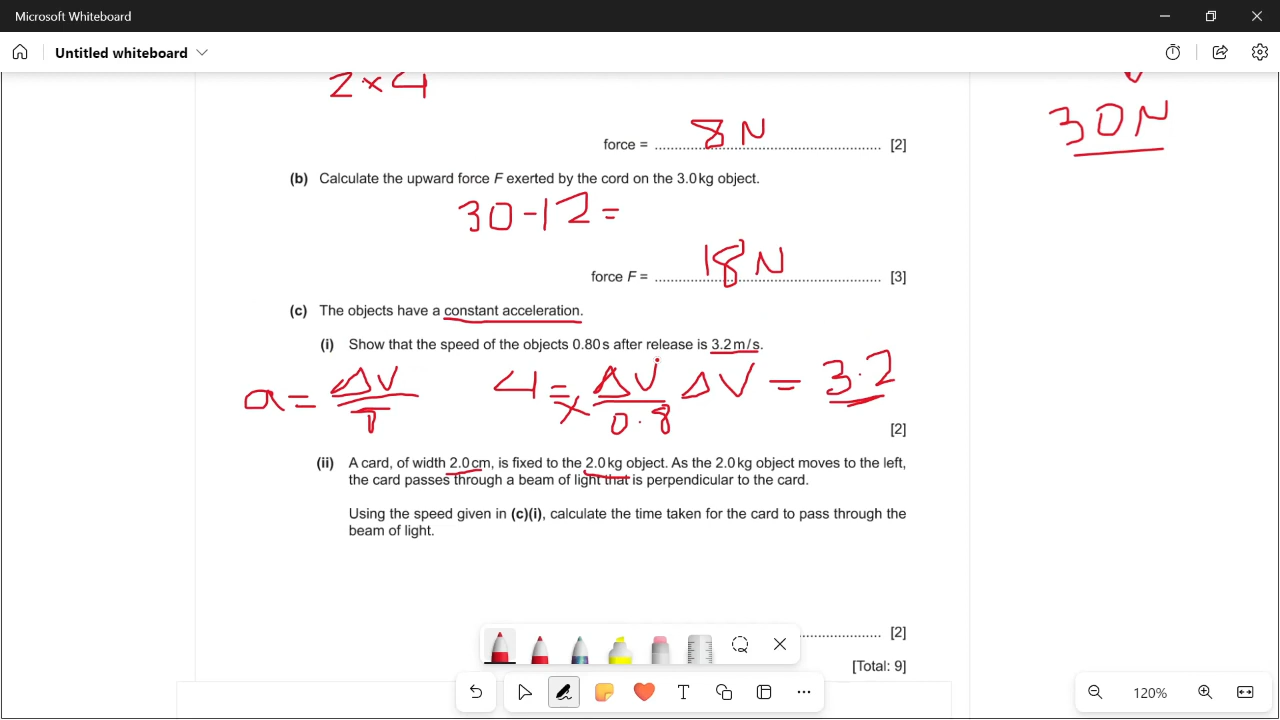 Microsoft Whiteboard
Untitled whiteboard
2 × 4
30N
force = 8 N [2]
(b) Calculate the upward force F exerted by the cord on the 3.0 kg object.
30 - 12 =
force F = 18 N [3]
(c) The objects have a constant acceleration.
(i) Show that the speed of the objects 0.80 s after release is 3.2 m/s.
a = ΔV / T 4 = ΔV / 0.8 ΔV = 3.2
×
[2]
(ii) A card, of width 2.0 cm, is fixed to the 2.0 kg object. As the 2.0 kg object moves to the left,
the card passes through a beam of light that is perpendicular to the card.
Using the speed given in (c)(i), calculate the time taken for the card to pass through the
beam of light.
[2]
[Total: 9]
120%